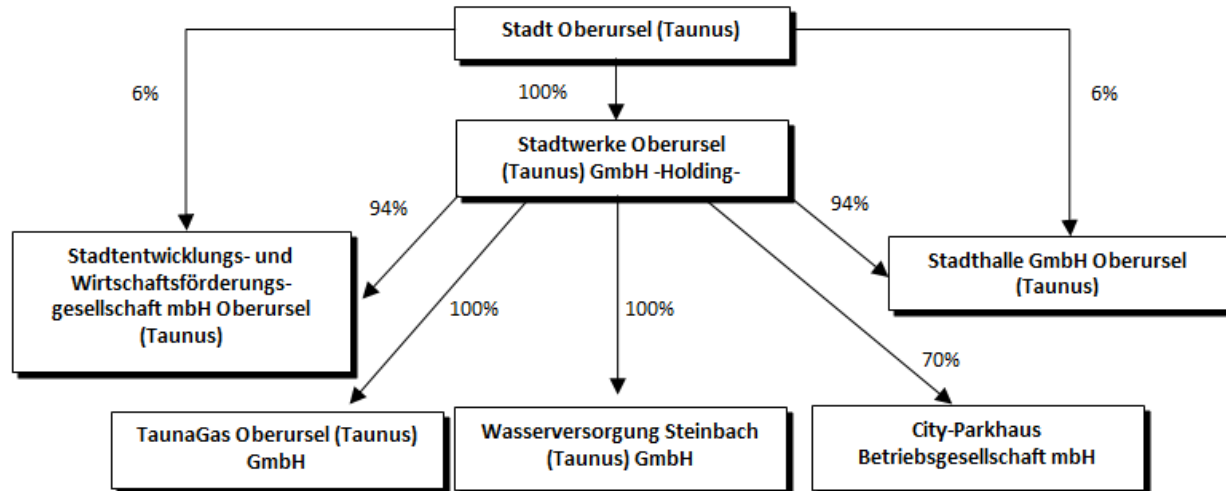 Stadt Oberursel (Taunus)
6%
100%
6%
Stadtwerke Oberursel
(Taunus) GmbH -Holding-
94%
94%
Stadtentwicklungs- und
Wirtschaftsförderungs-
gesellschaft mbH Oberursel
(Taunus)
Stadthalle GmbH Oberursel
(Taunus)
100%
100%
70%
TaunaGas Oberursel (Taunus)
GmbH
Wasserversorgung Steinbach
(Taunus) GmbH
City-Parkhaus
Betriebsgesellschaft mbH